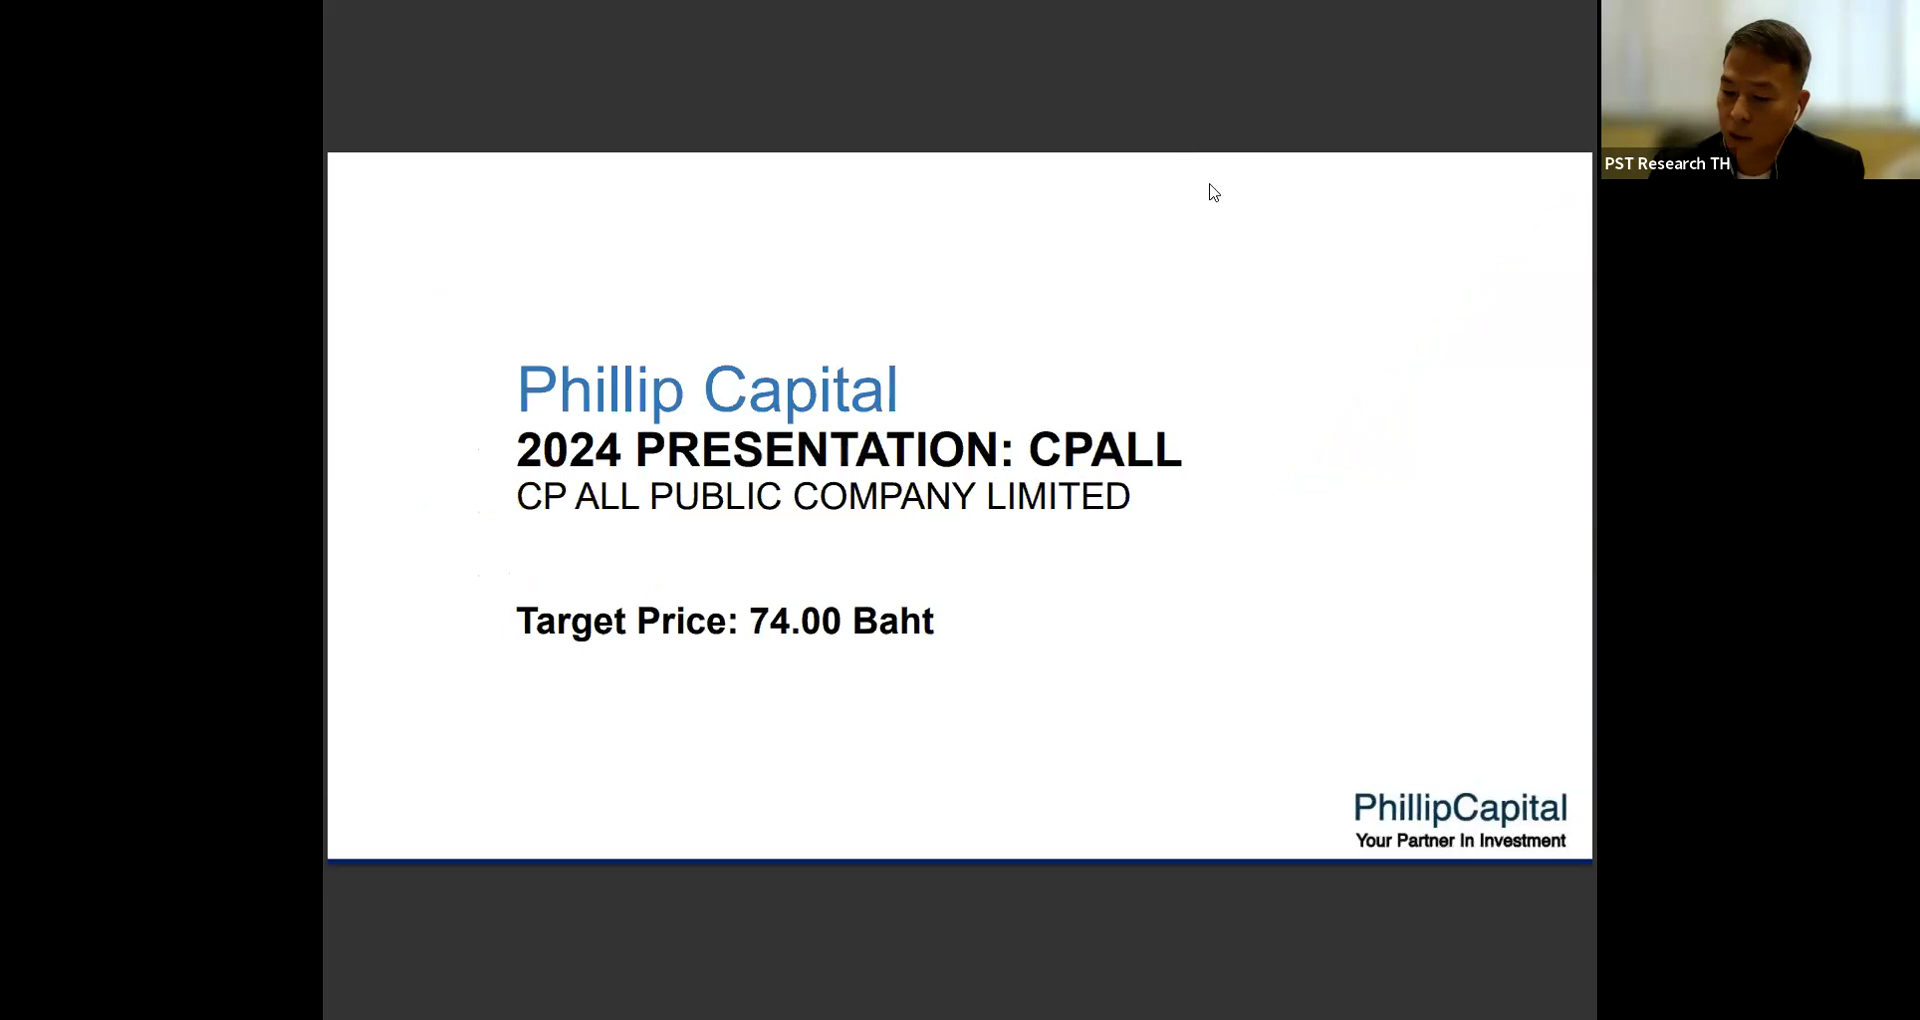 PST Research TH
Phillip Capital
2024 PRESENTATION: CPALL
CP ALL PUBLIC COMPANY LIMITED
Target Price: 74.00 Baht
PhillipCapital
Your Partner In Investment